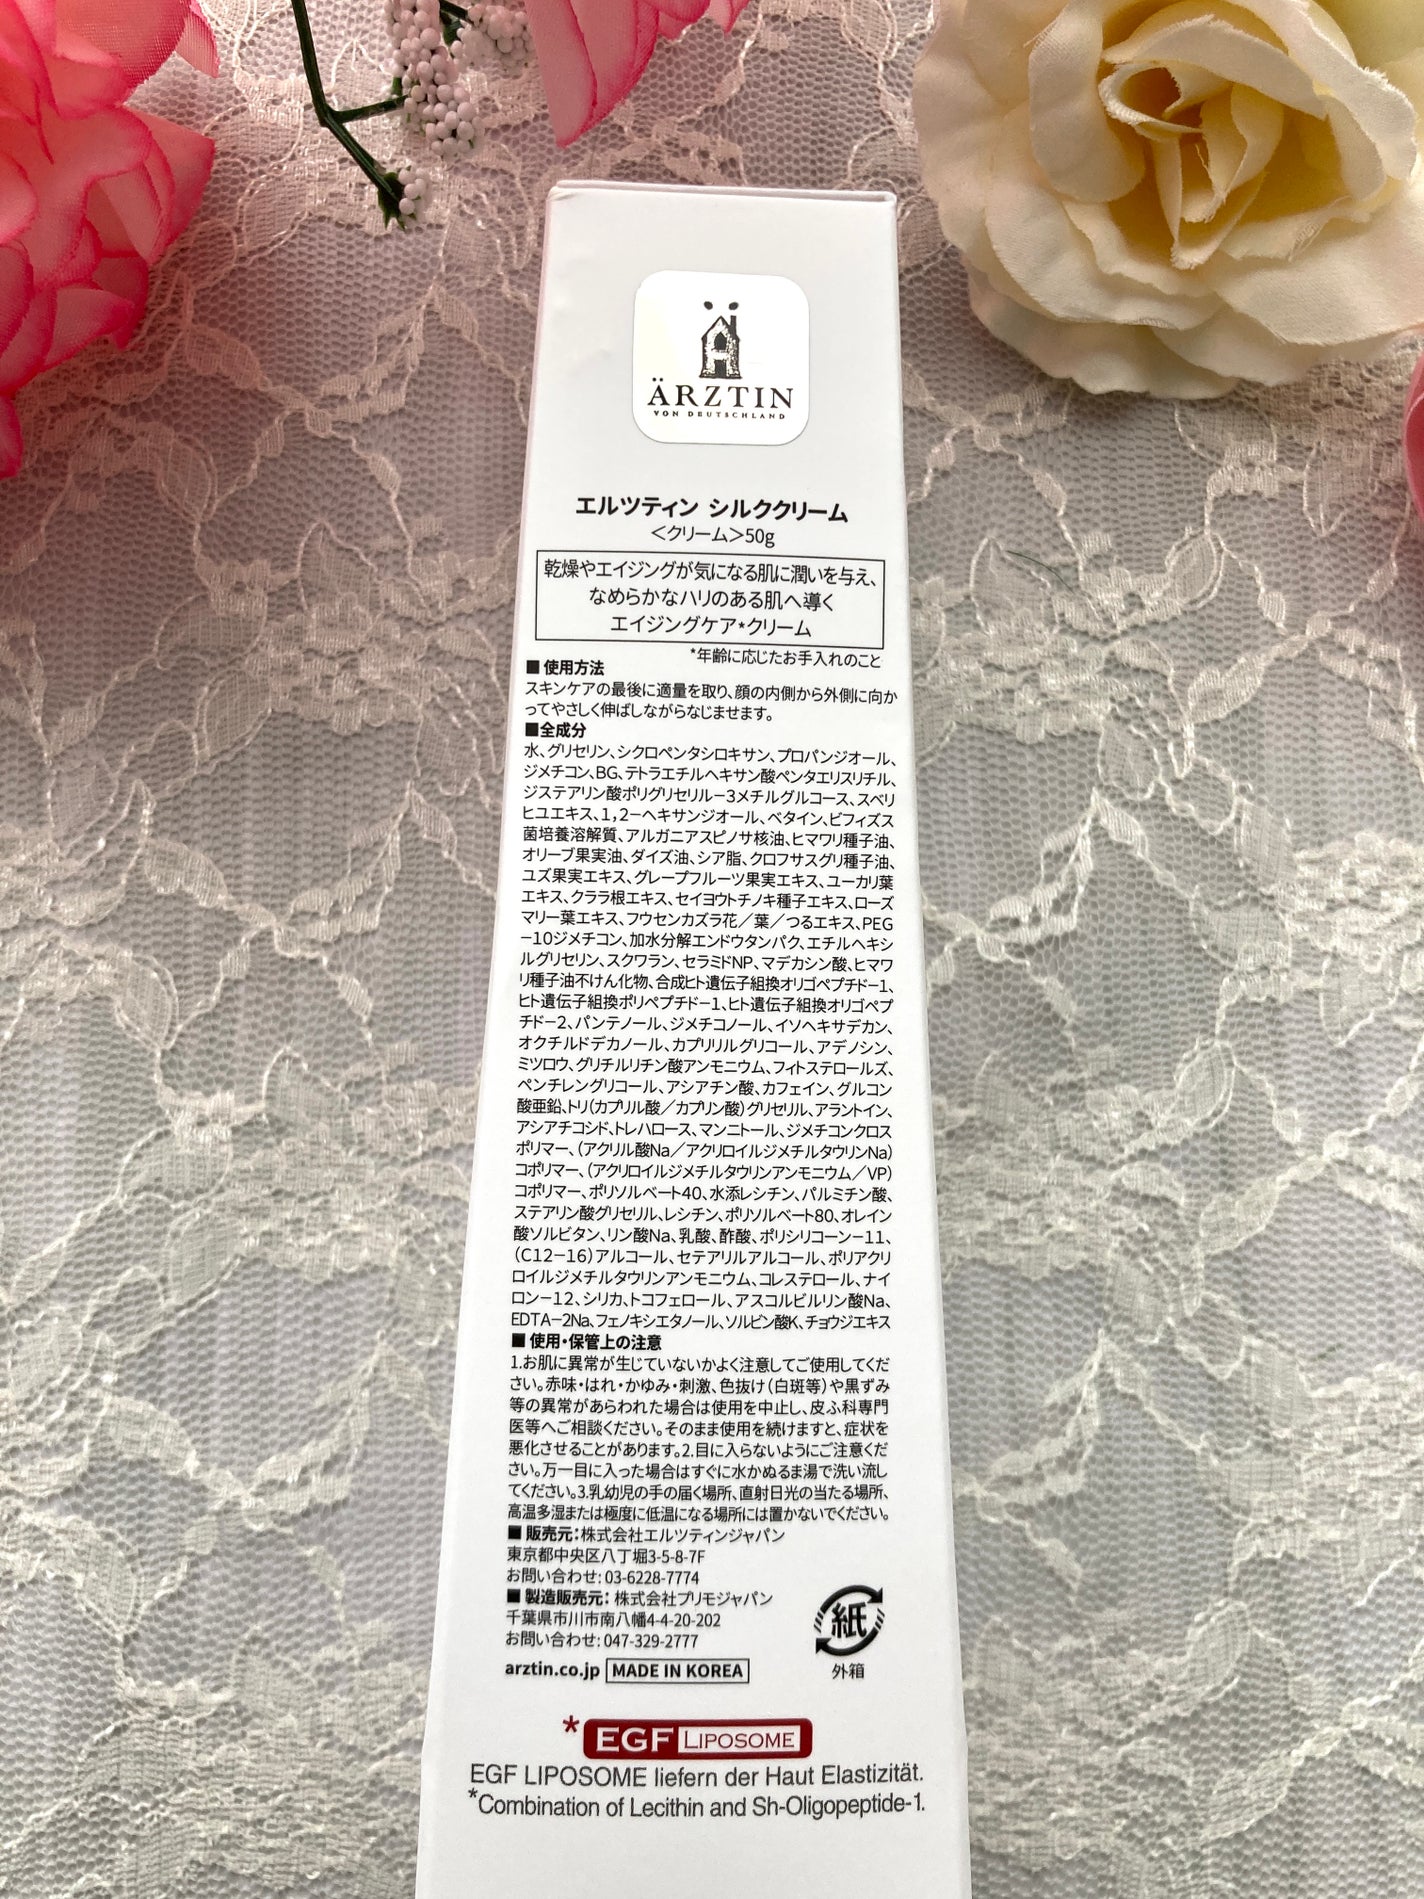 ÄRZTIN
VON DEUTSCHLAND
エルツティン シルククリーム
＜クリーム＞50g
乾燥やエイジングが気になる肌に潤いを与え、
なめらかなハリのある肌へ導く
エイジングケア*クリーム
*年齢に応じたお手入れのこと
■ 使用方法
スキンケアの最後に適量を取り、顔の内側から外側に向か
ってやさしく伸ばしながらなじませます。
■全成分
水、グリセリン、シクロペンタシロキサン、プロパンジオール、
ジメチコン、BG、テトラエチルヘキサン酸ペンタエリスリチル、
ジステアリン酸ポリグリセリル−3メチルグルコース、スベリ
ヒユエキス、1,2−ヘキサンジオール、ベタイン、ビフィズス
菌培養溶解質、アルガニアスピノサ核油、ヒマワリ種子油、
オリーブ果実油、ダイズ油、シア脂、クロフサスグリ種子油、
ユズ果実エキス、グレープフルーツ果実エキス、ユーカリ葉
エキス、クララ根エキス、セイヨウトチノキ種子エキス、ローズ
マリー葉エキス、フウセンカズラ花／葉／つるエキス、PEG
−10ジメチコン、加水分解エンドウタンパク、エチルヘキシ
ルグリセリン、スクワラン、セラミドNP、マデカシン酸、ヒマワ
リ種子油不けん化物、合成ヒト遺伝子組換オリゴペプチド−1、
ヒト遺伝子組換ポリペプチド−1、ヒト遺伝子組換オリゴペプ
チド−2、パンテノール、ジメチコノール、イソヘキサデカン、
オクチルドデカノール、カプリリルグリコール、アデノシン、
ミツロウ、グリチルリチン酸アンモニウム、フィトステロールズ、
ペンチレングリコール、アシアチン酸、カフェイン、グルコン
酸亜鉛、トリ（カプリル酸／カプリン酸）グリセリル、アラントイン、
アシアチコシド、トレハロース、マンニトール、ジメチコンクロス
ポリマー、（アクリル酸Na／アクリロイルジメチルタウリンNa）
コポリマー、（アクリロイルジメチルタウリンアンモニウム／VP）
コポリマー、ポリソルベート40、水添レシチン、パルミチン酸、
ステアリン酸グリセリル、レシチン、ポリソルベート80、オレイン
酸ソルビタン、リン酸Na、乳酸、酢酸、ポリシリコーン−11、
（C12−16）アルコール、セテアリルアルコール、ポリアクリ
ロイルジメチルタウリンアンモニウム、コレステロール、ナイ
ロン−12、シリカ、トコフェロール、アスコルビルリン酸Na、
EDTA−2Na、フェノキシエタノール、ソルビン酸K、チョウジエキス
■ 使用・保管上の注意
1.お肌に異常が生じていないかよく注意してご使用してくだ
さい。赤味・はれ・かゆみ・刺激、色抜け（白斑等）や黒ずみ
等の異常があらわれた場合は使用を中止し、皮ふ科専門
医等へご相談ください。そのまま使用を続けますと、症状を
悪化させることがあります。2.目に入らないようにご注意くだ
さい。万一目に入った場合はすぐに水かぬるま湯で洗い流し
てください。3.乳幼児の手の届く場所、直射日光の当たる場所、
高温多湿または極度に低温になる場所には置かないでください。
■ 販売元：株式会社エルツティンジャパン
東京都中央区八丁堀3-5-8-7F
お問い合わせ: 03-6228-7774
■ 製造販売元： 株式会社プリモジャパン
千葉県市川市南八幡4-4-20-202
お問い合わせ: 047-329-2777
arztin.co.jp MADE IN KOREA
紙
外箱
*EGF LIPOSOME
EGF LIPOSOME liefern der Haut Elastizität.
*Combination of Lecithin and Sh-Oligopeptide-1.